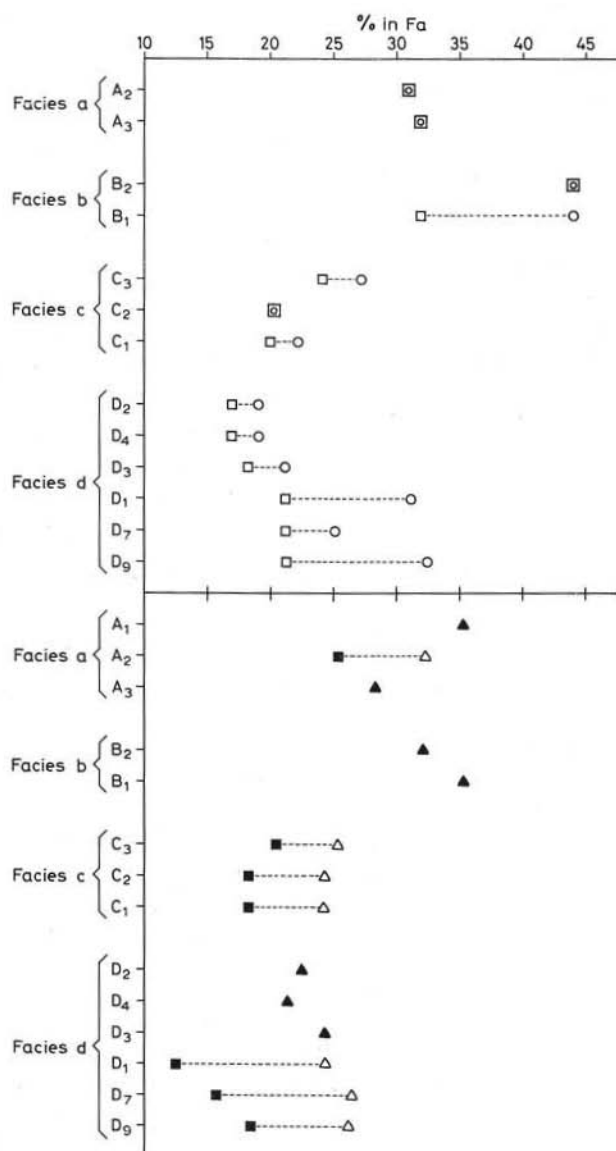 % in Fa
10 15 20 25 30 35 40 45
Facies a
A2
A3
Facies b
B2
B1
Facies c
C3
C2
C1
Facies d
D2
D4
D3
D1
D7
D9
Facies a
A1
A2
A3
Facies b
B2
B1
Facies c
C3
C2
C1
Facies d
D2
D4
D3
D1
D7
D9